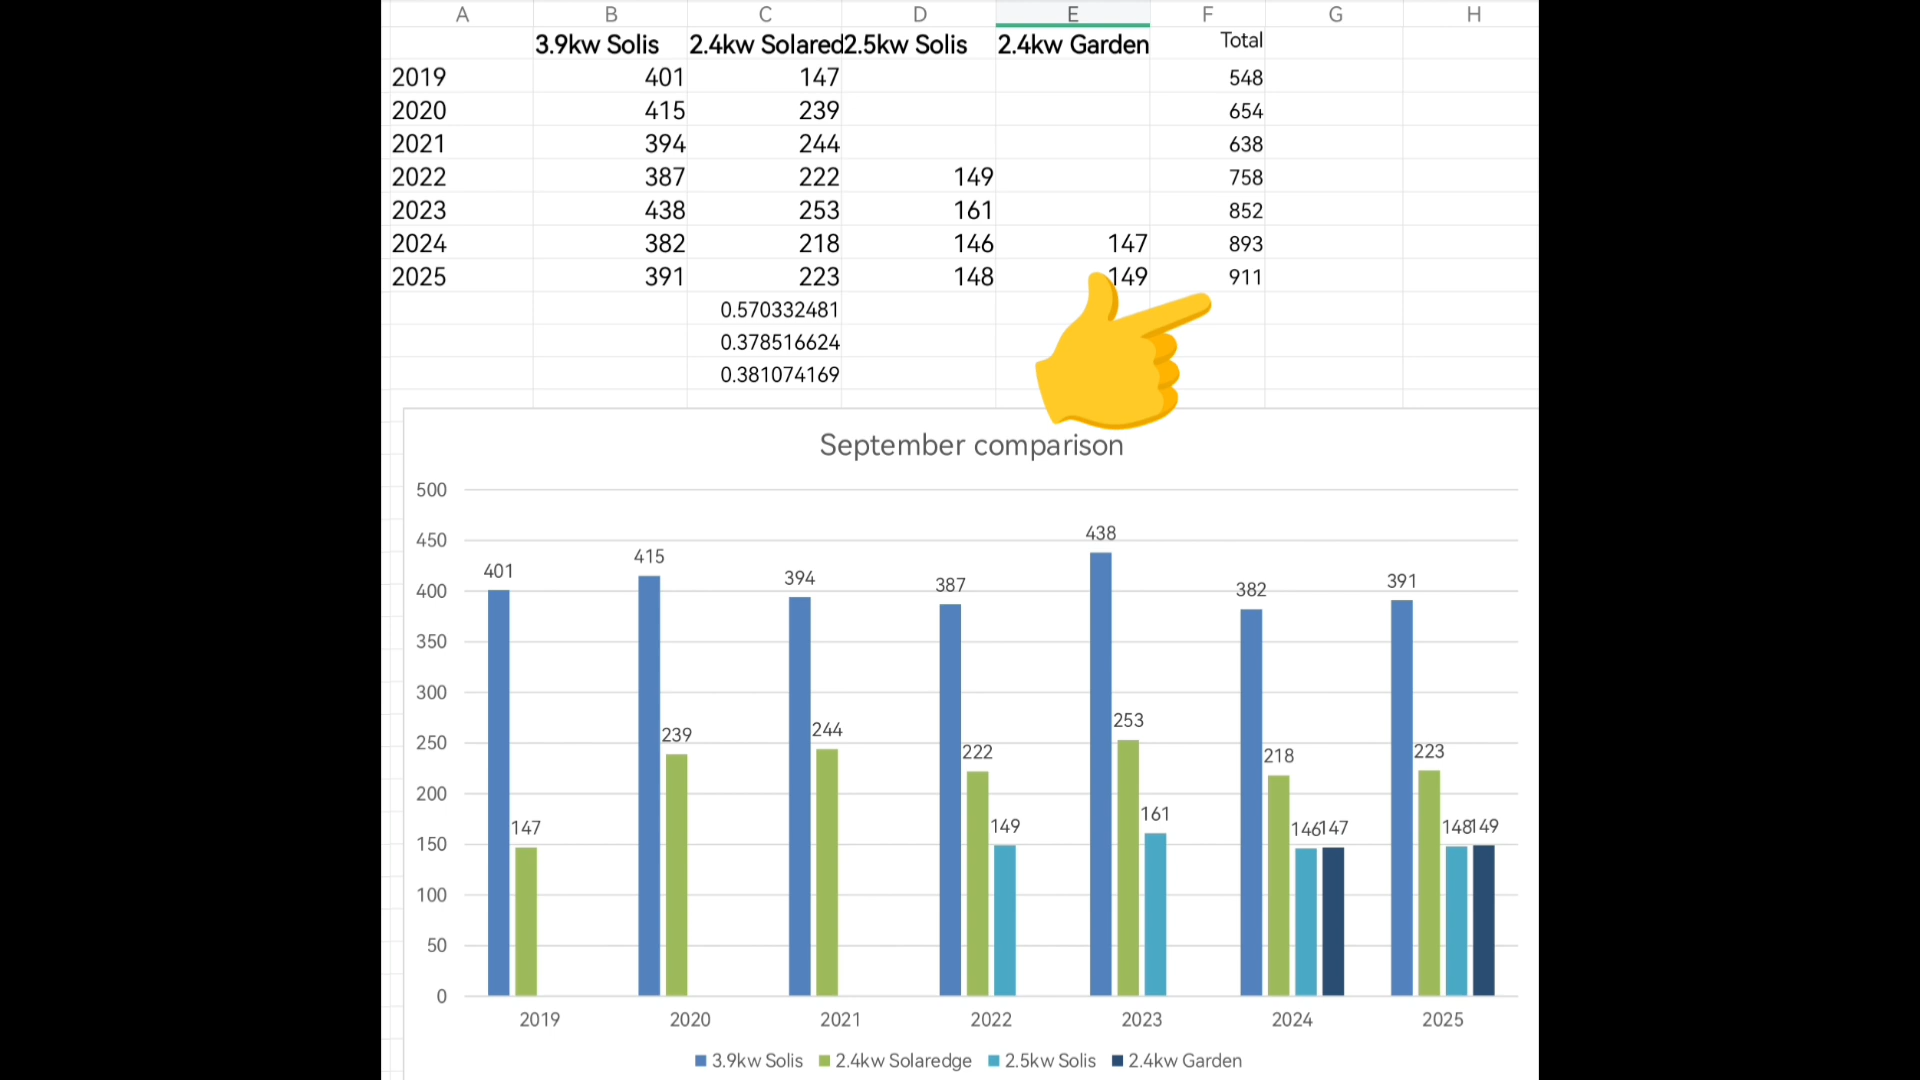 A B C D E F G H
3.9kw Solis 2.4kw Solared 2.5kw Solis 2.4kw Garden Total
2019 401 147 548
2020 415 239 654
2021 394 244 638
2022 387 222 149 758
2023 438 253 161 852
2024 382 218 146 147 893
2025 391 223 148 149 911
0.570332481
0.378516624
0.381074169
September comparison
500
450
400
350
300
250
200
150
100
50
0
401 147
415 239
394 244
387 222 149
438 253 161
382 218 146 147
391 223 148 149
2019 2020 2021 2022 2023 2024 2025
3.9kw Solis 2.4kw Solaredge 2.5kw Solis 2.4kw Garden